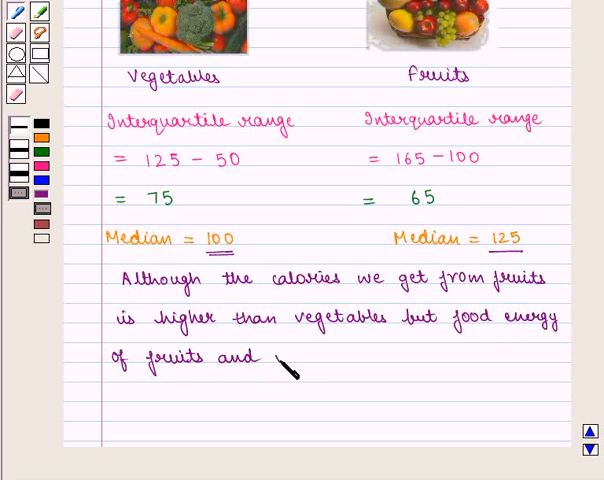 Vegetables Fruits
Interquartile range Interquartile range
= 125 - 50 = 165 - 100
= 75 = 65
Median = 100 Median = 125
Although the calories we get from fruits
is higher than vegetables but food energy
of fruits and